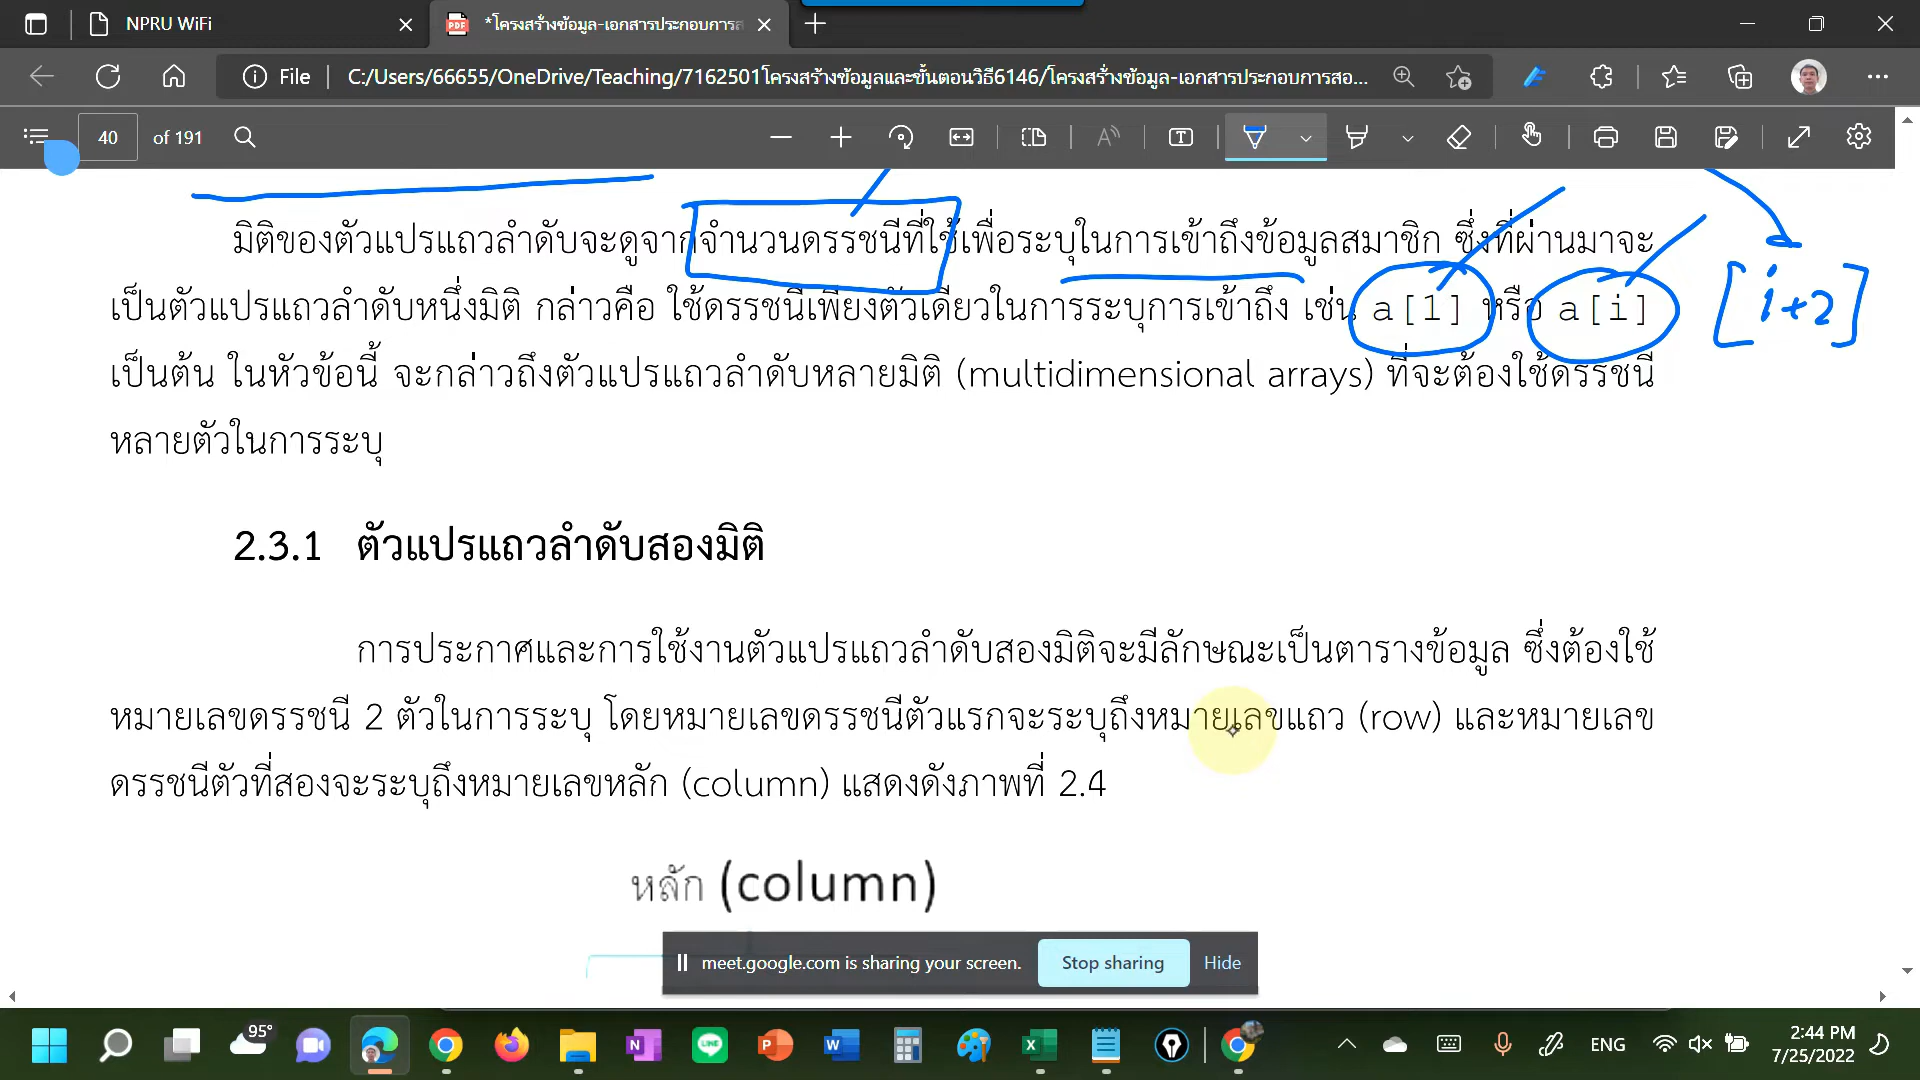 NPRU WiFi
*โครงสร้างข้อมูล-เอกสารประกอบการส
File
C:/Users/66655/OneDrive/Teaching/7162501โครงสร้างข้อมูลและขั้นตอนวิธี6146/โครงสร้างข้อมูล-เอกสารประกอบการสอ...
40 of 191
มิติของตัวแปรแถวลำดับจะดูจากจำนวนดรรชนีที่ใช้เพื่อระบุในการเข้าถึงข้อมูลสมาชิก ซึ่งที่ผ่านมาจะ
เป็นตัวแปรแถวลำดับหนึ่งมิติ กล่าวคือ ใช้ดรรชนีเพียงตัวเดียวในการระบุการเข้าถึง เช่น a[1] หรือ a[i] [i+2]
เป็นต้น ในหัวข้อนี้ จะกล่าวถึงตัวแปรแถวลำดับหลายมิติ (multidimensional arrays) ที่จะต้องใช้ดรรชนี
หลายตัวในการระบุ
2.3.1 ตัวแปรแถวลำดับสองมิติ
การประกาศและการใช้งานตัวแปรแถวลำดับสองมิติจะมีลักษณะเป็นตารางข้อมูล ซึ่งต้องใช้
หมายเลขดรรชนี 2 ตัวในการระบุ โดยหมายเลขดรรชนีตัวแรกจะระบุถึงหมายเลขแถว (row) และหมายเลข
ดรรชนีตัวที่สองจะระบุถึงหมายเลขหลัก (column) แสดงดังภาพที่ 2.4
หลัก (column)
meet.google.com is sharing your screen.
Stop sharing
Hide
95°
ENG
2:44 PM
7/25/2022